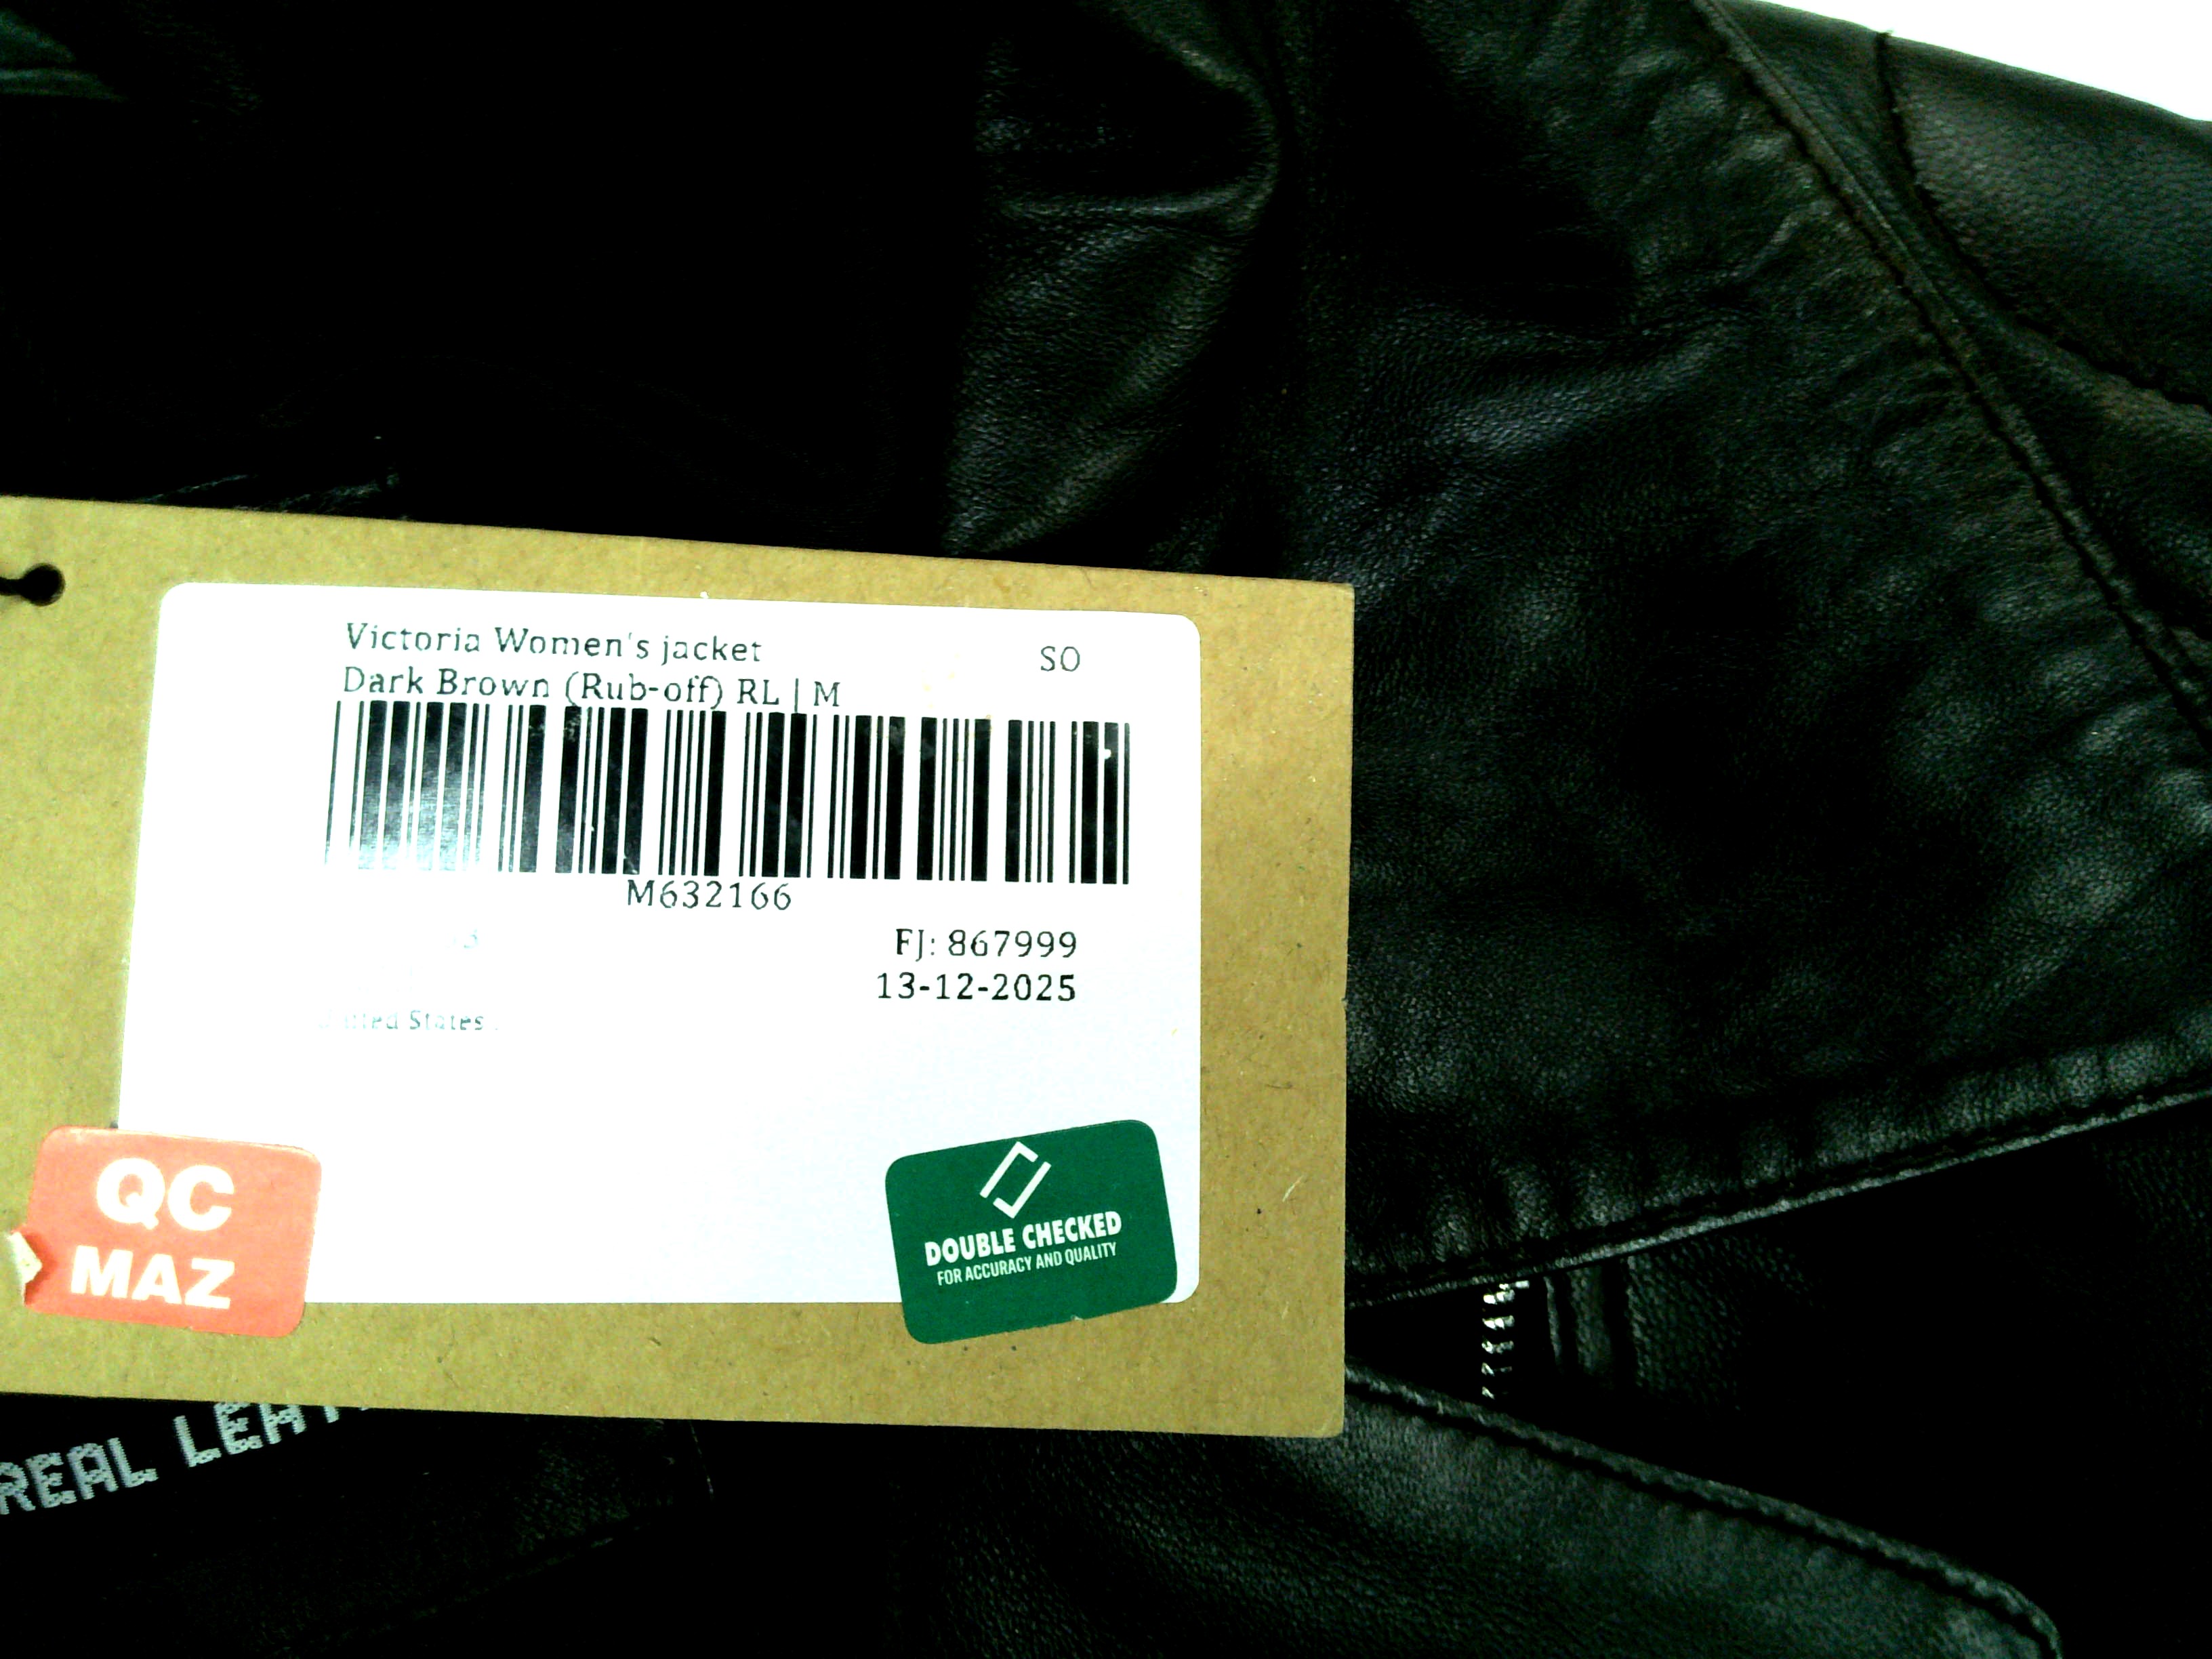 Victoria Women's jacket SO
Dark Brown (Rub-off) RL | M
M632166
FJ: 867999
13-12-2025
States
QC
MAZ
DOUBLE CHECKED
FOR ACCURACY AND QUALITY
REAL